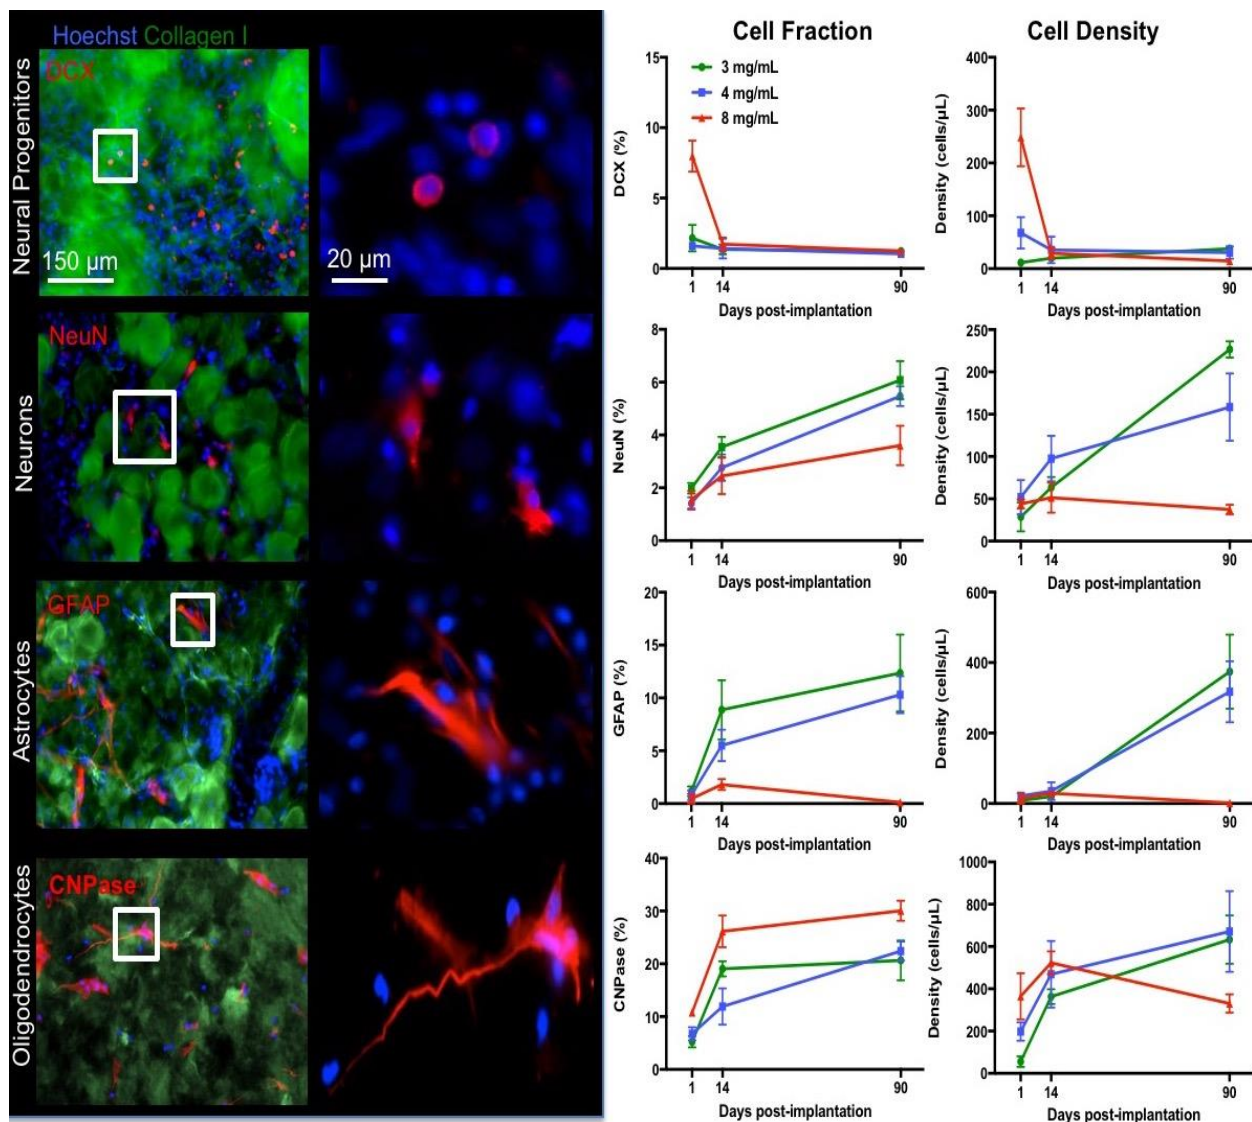 Hoechst Collagen I
Neural Progenitors
DCX
150 µm
20 µm
Neurons
NeuN
Astrocytes
GFAP
Oligodendrocytes
CNPase
Cell Fraction
Cell Density
DCX (%)
15
10
5
0
3 mg/mL
4 mg/mL
8 mg/mL
1 14 90
Days post-implantation
Density (cells/µL)
400
300
200
100
0
1 14 90
Days post-implantation
NeuN (%)
8
6
4
2
0
1 14 90
Days post-implantation
Density (cells/µL)
250
200
150
100
50
0
1 14 90
Days post-implantation
GFAP (%)
20
15
10
5
0
1 14 90
Days post-implantation
Density (cells/µL)
600
400
200
0
1 14 90
Days post-implantation
CNPase (%)
40
30
20
10
0
1 14 90
Days post-implantation
Density (cells/µL)
1000
800
600
400
200
0
1 14 90
Days post-implantation